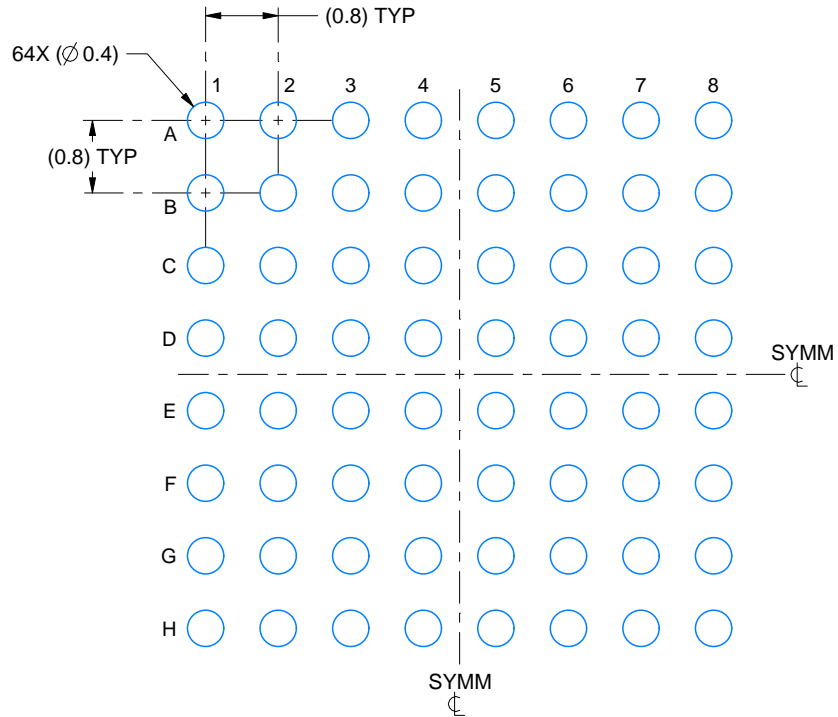 (0.8) TYP
64X (∅ 0.4)
1 2 3 4 5 6 7 8
A
(0.8) TYP
B
C
D
SYMM
℄
E
F
G
H
SYMM
℄